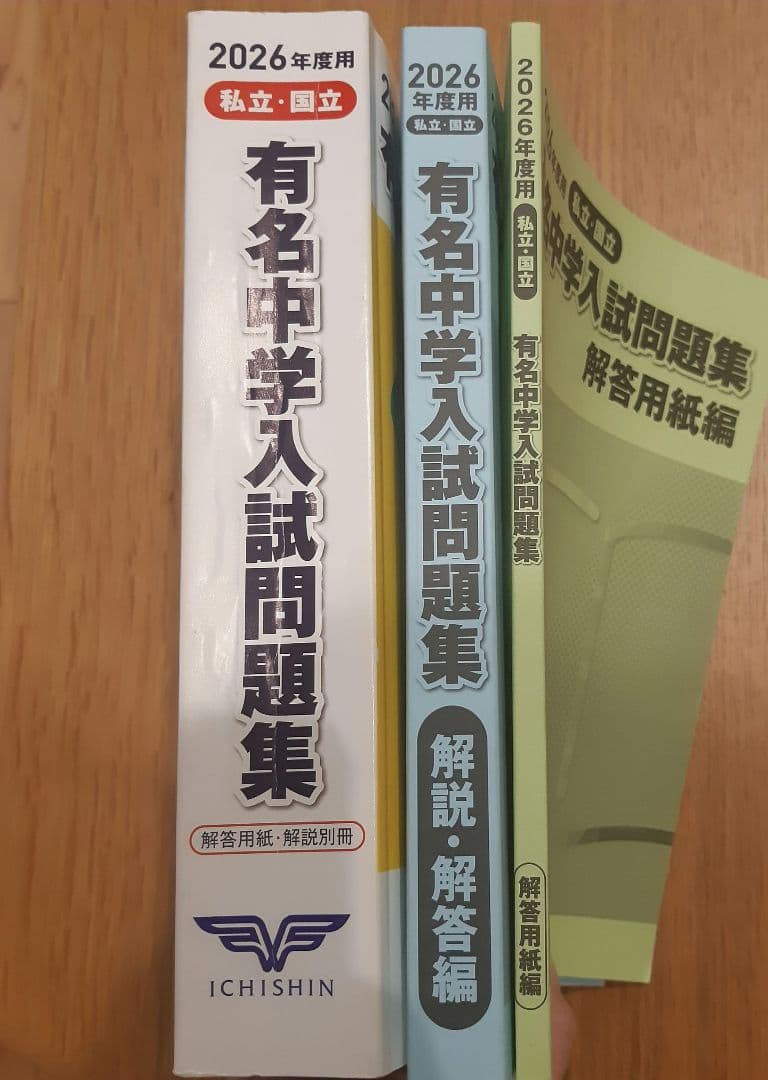 2026年度用
私立・国立
有名中学入試問題集
解答用紙・解説別冊
ICHISHIN
2026
年度用
私立・国立
有名中学入試問題集
解説・解答編
2026年度用
私立・国立
有名中学入試問題集
解答用紙編
私立・国立
中学入試問題集
解答用紙編